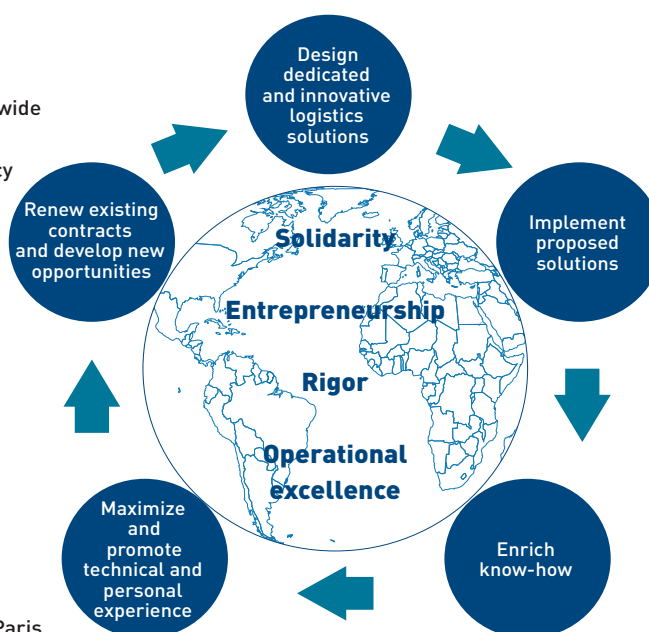 Design
dedicated
and innovative
logistics
solutions
wide
Renew existing
contracts
and develop new
opportunities
Implement
proposed
solutions
Solidarity
Entrepreneurship
Rigor
Operational
excellence
Maximize
and
promote
technical and
personal
experience
Enrich
know-how
Paris